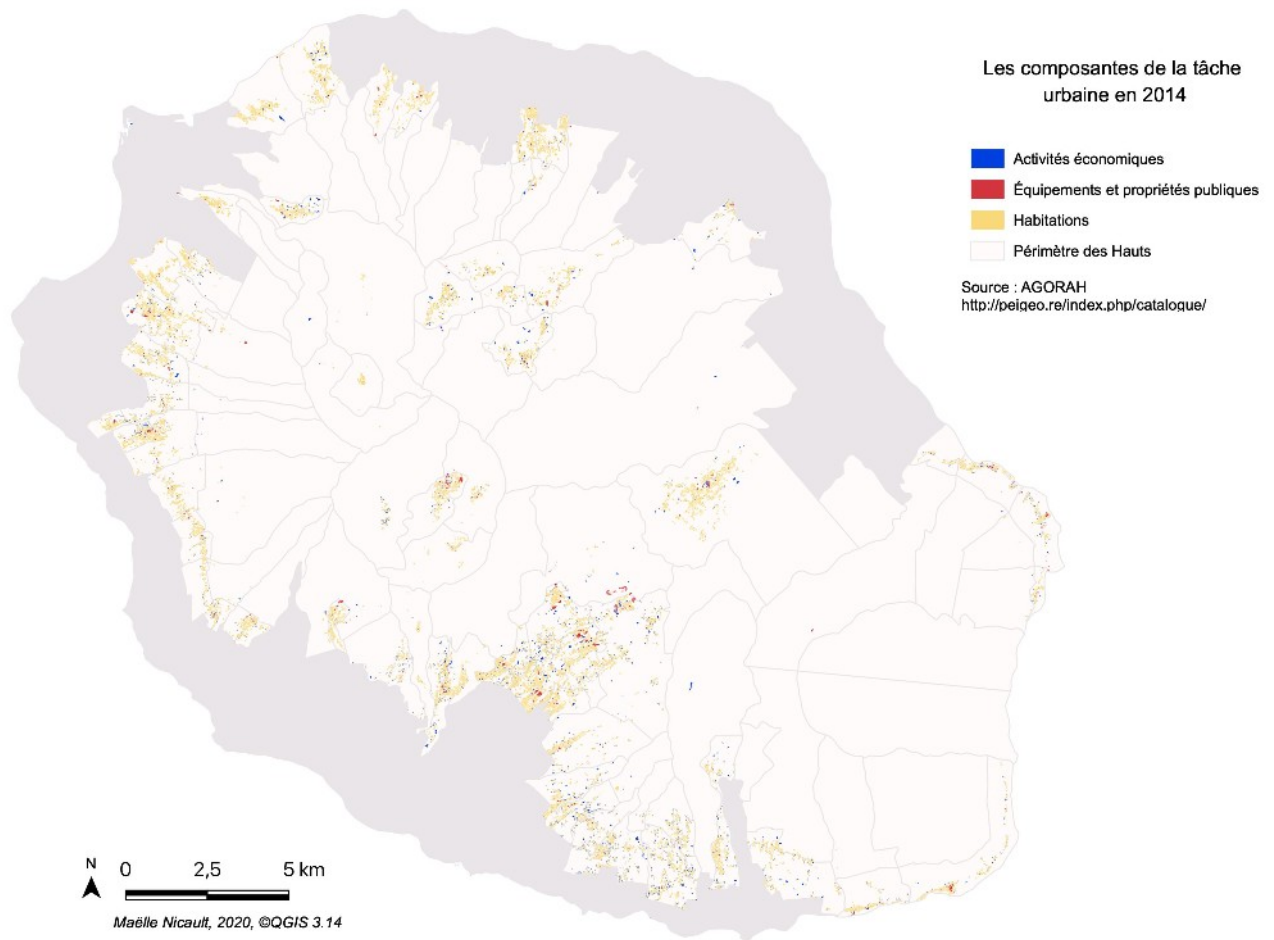 Les composantes de la tâche
urbaine en 2014
Activités économiques
Équipements et propriétés publiques
Habitations
Périmètre des Hauts
Source : AGORAH
http://peigeo.re/index.php/catalogue/
N
0 2,5 5 km
Maëlle Nicault, 2020, ©QGIS 3.14